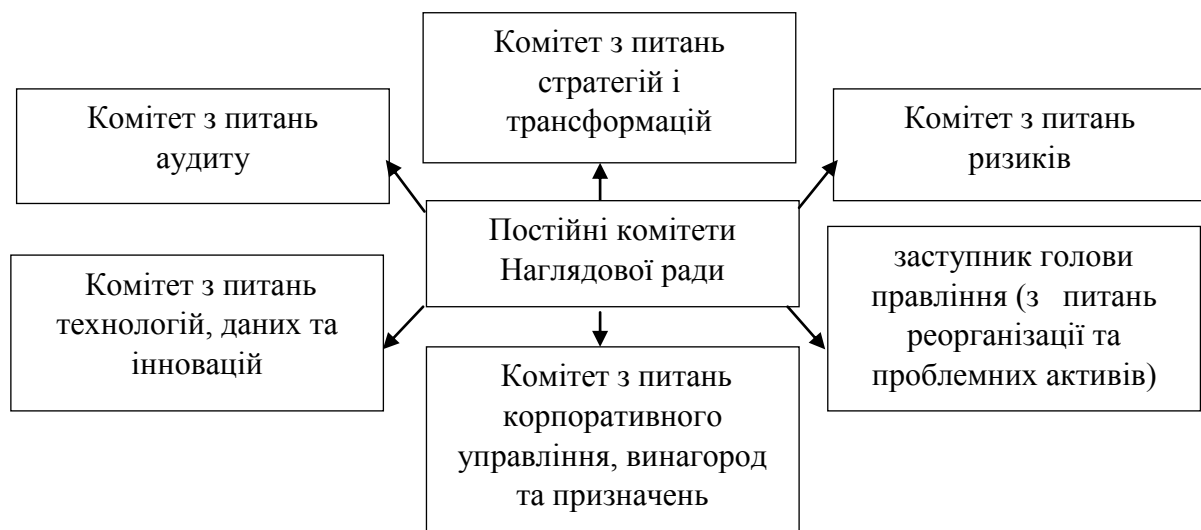 Комітет з питань
стратегій і
трансформацій
Комітет з питань
аудиту
Комітет з питань
ризиків
Постійні комітети
Наглядової ради
Комітет з питань
технологій, даних та
інновацій
заступник голови
правління (з питань
реорганізації та
проблемних активів)
Комітет з питань
корпоративного
управління, винагород
та призначень